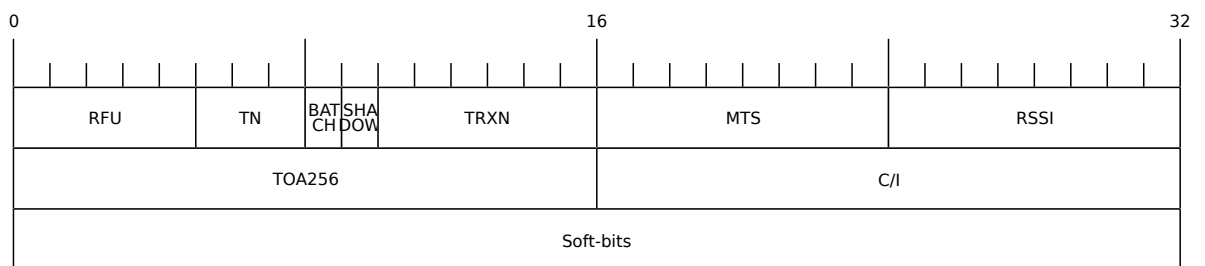 0 16 32
RFU TN BAT CH SHA DOW TRXN MTS RSSI
TOA256 C/I
Soft-bits